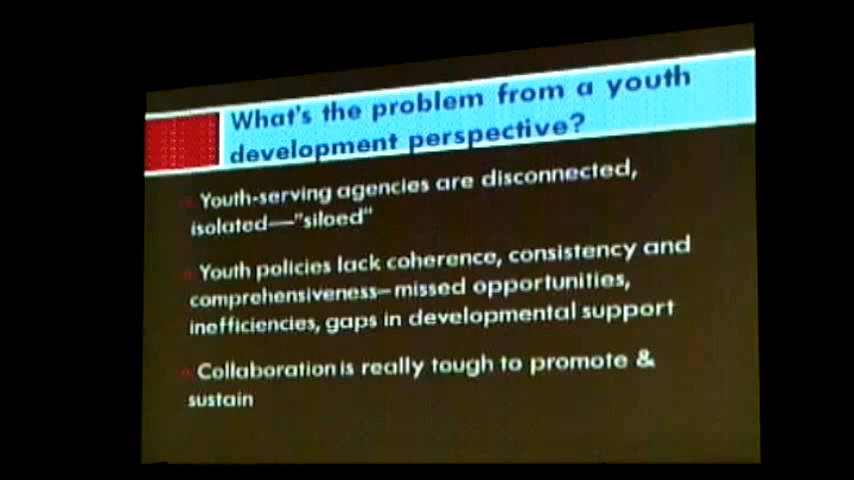 What's the problem from a youth
development perspective?
Youth-serving agencies are disconnected,
isolated—"siloed"
Youth policies lack coherence, consistency and
comprehensiveness—missed opportunities,
inefficiencies, gaps in developmental support
Collaboration is really tough to promote &
sustain